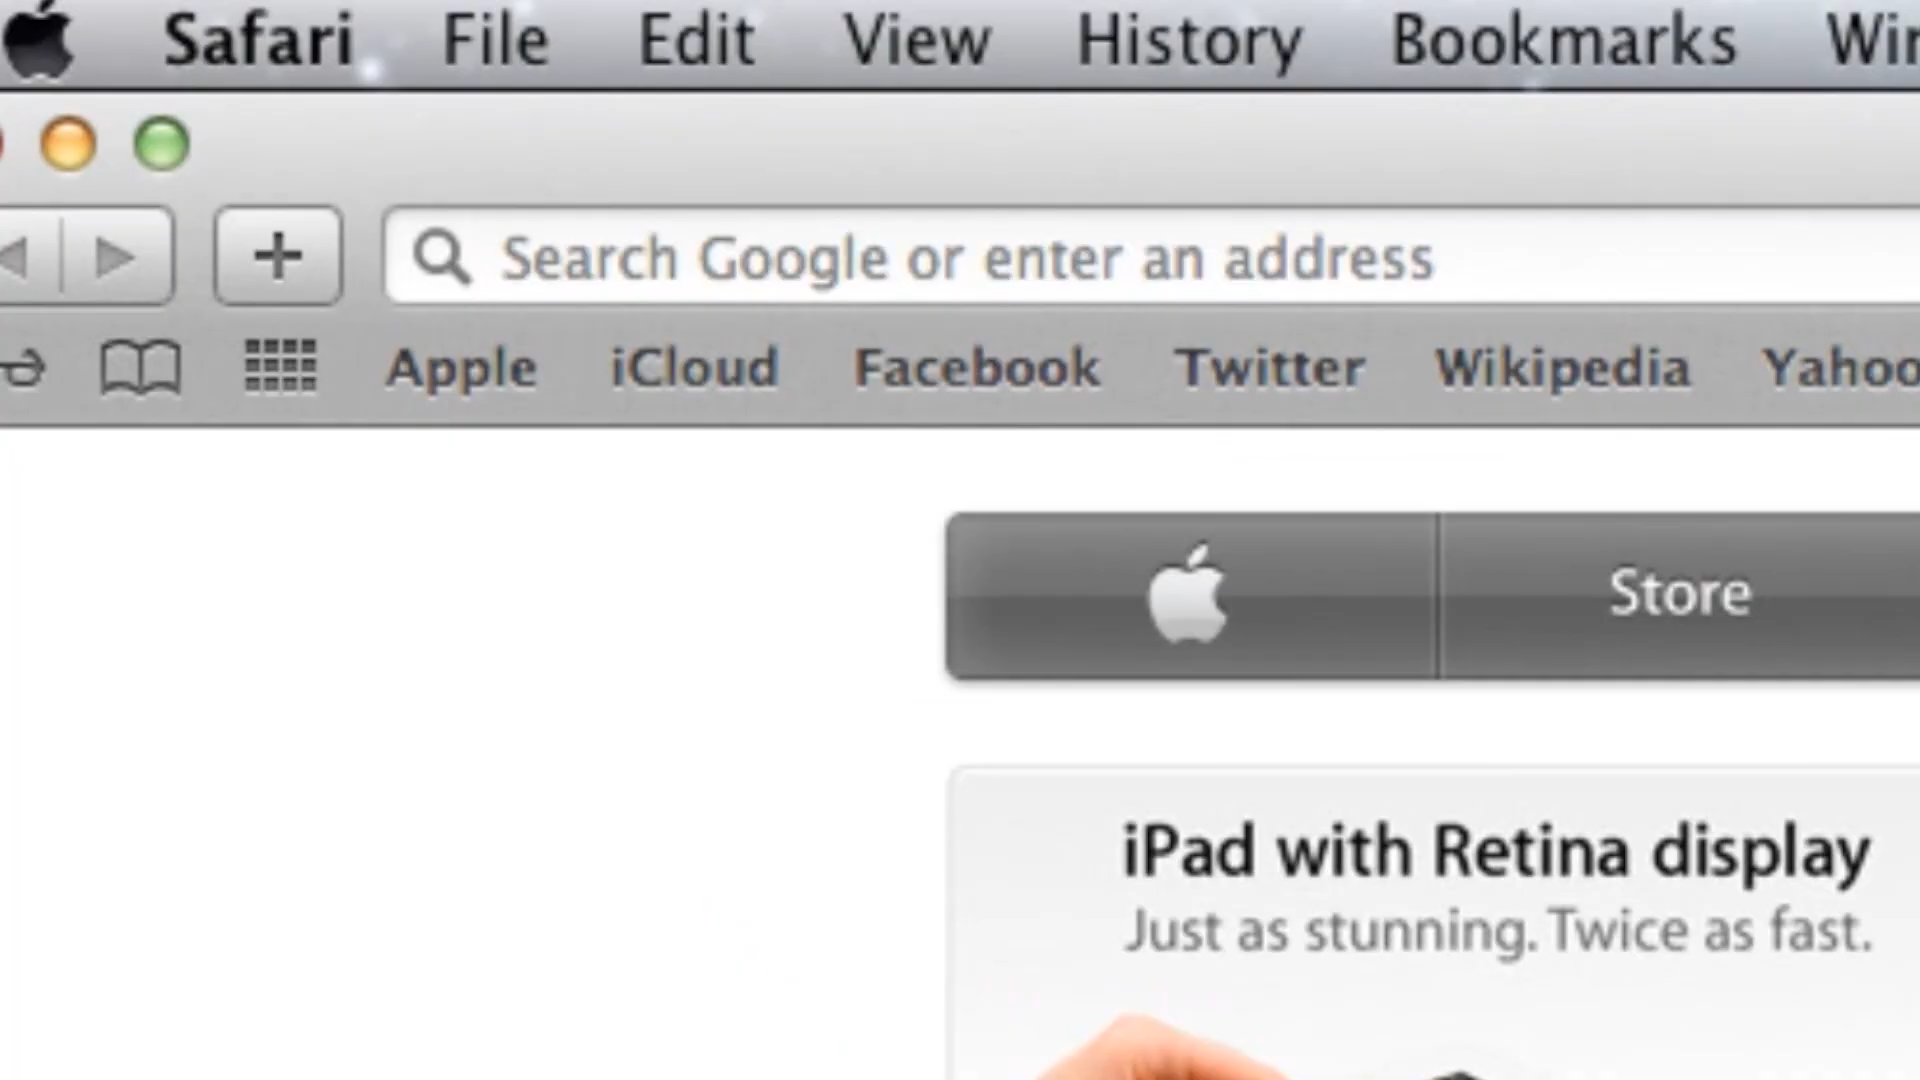 Safari File Edit View History Bookmarks
Search Google or enter an address
Apple iCloud Facebook Twitter Wikipedia Yahoo
Store
iPad with Retina display
Just as stunning. Twice as fast.